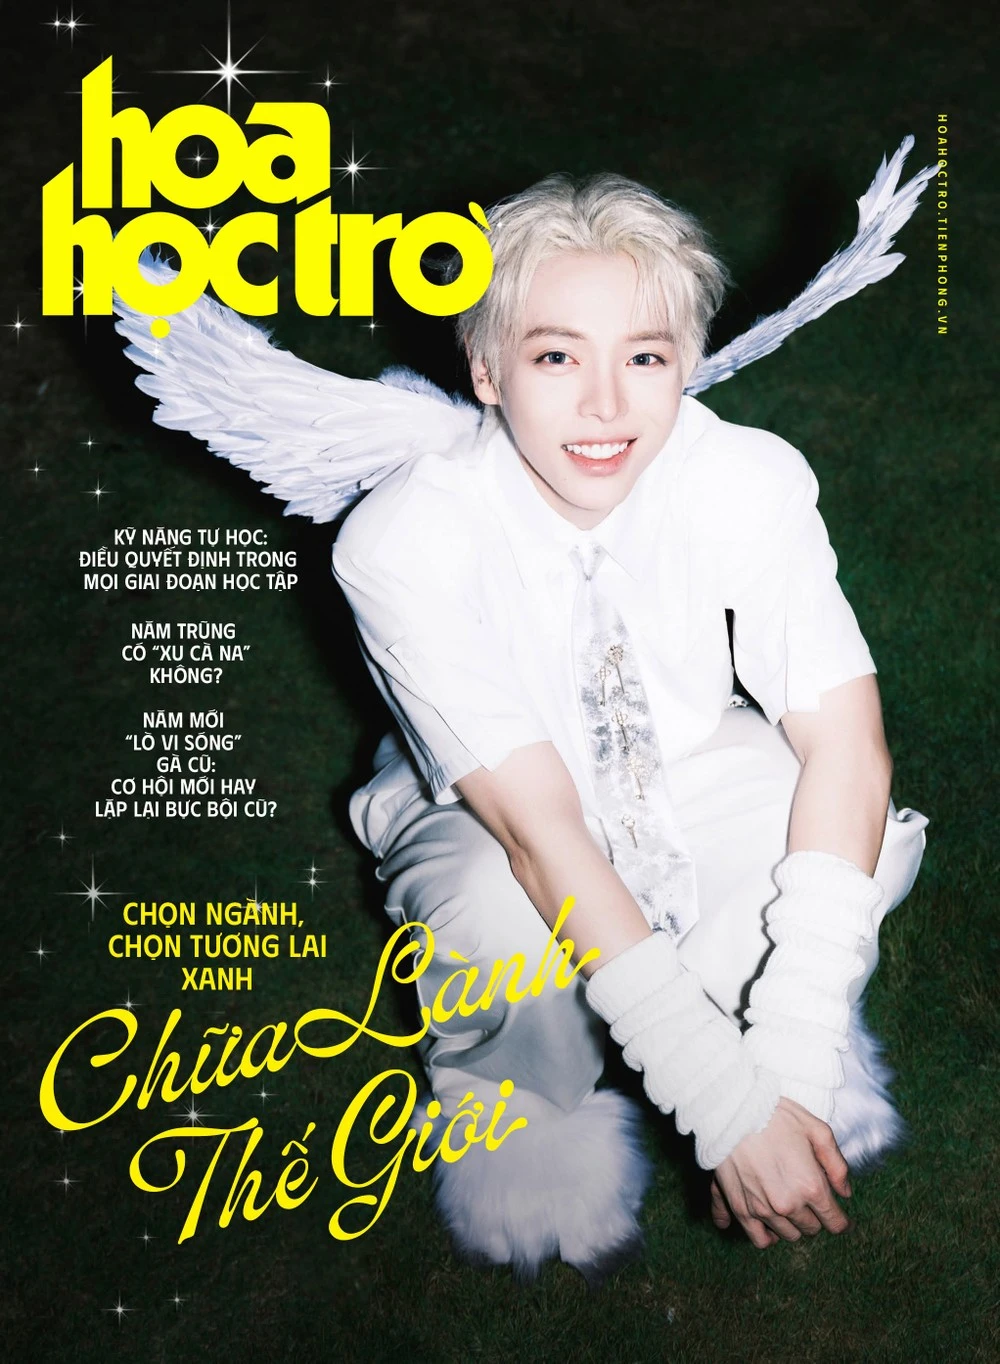 hoa
học trò
HOAHOCTRO.TIENPHONG.VN
KỸ NĂNG TỰ HỌC:
ĐIỀU QUYẾT ĐỊNH TRONG
MỌI GIAI ĐOẠN HỌC TẬP
NĂM TRŨNG
CÓ “XU CÀ NA”
KHÔNG?
NĂM MỚI
“LÒ VI SÓNG”
GÀ CŨ:
CƠ HỘI MỚI HAY
LẶP LẠI BỰC BỘI CŨ?
CHỌN NGÀNH,
CHỌN TƯƠNG LAI
XANH
Chữa Lành
Thế Giới